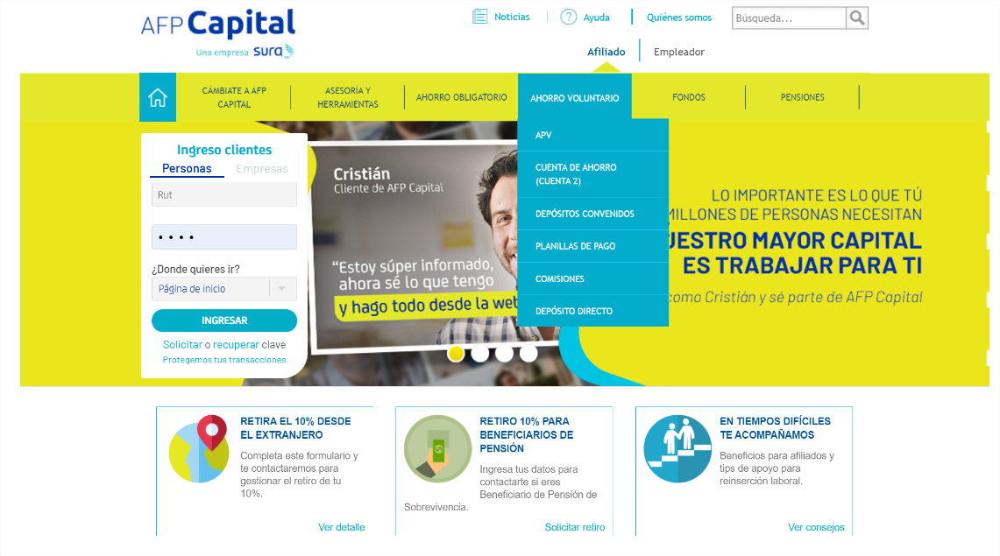 AFP Capital
Una empresa sura
Noticias
Ayuda
Quiénes somos
Búsqueda...
Afiliado
Empleador
CÁMBIATE A AFP
CAPITAL
ASESORÍA Y
HERRAMIENTAS
AHORRO OBLIGATORIO
AHORRO VOLUNTARIO
FONDOS
PENSIONES
APV
CUENTA DE AHORRO
(CUENTA 2)
DEPÓSITOS CONVENIDOS
PLANILLAS DE PAGO
COMISIONES
DEPÓSITO DIRECTO
Ingreso clientes
Personas
Empresas
Rut
¿Donde quieres ir?
Página de inicio
INGRESAR
Solicitar o recuperar clave
Protegemos tus transacciones
Cristián
Cliente de AFP Capital
“Estoy súper informado,
ahora sé lo que tengo
y hago todo desde la web
LO IMPORTANTE ES LO QUE TÚ
MILLONES DE PERSONAS NECESITAN
UESTRO MAYOR CAPITAL
ES TRABAJAR PARA TI
como Cristián y sé parte de AFP Capital
RETIRA EL 10% DESDE
EL EXTRANJERO
Completa este formulario y
te contactaremos para
gestionar el retiro de tu
10%.
Ver detalle
RETIRO 10% PARA
BENEFICIARIOS DE
PENSIÓN
Ingresa tus datos para
contactarte si eres
Beneficiario de Pensión de
Sobrevivencia.
Solicitar retiro
EN TIEMPOS DIFÍCILES
TE ACOMPAÑAMOS
Beneficios para afiliados y
tips de apoyo para
reinserción laboral.
Ver consejos